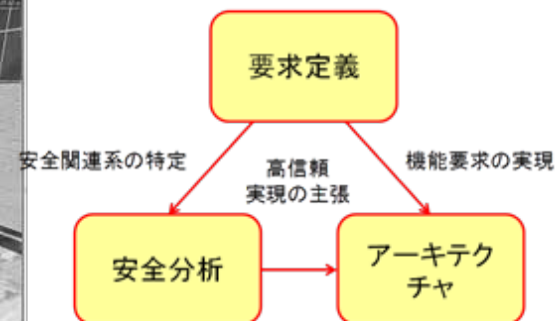 要求定義
安全関連系の特定
高信頼
実現の主張
機能要求の実現
安全分析
アーキテク
チャ